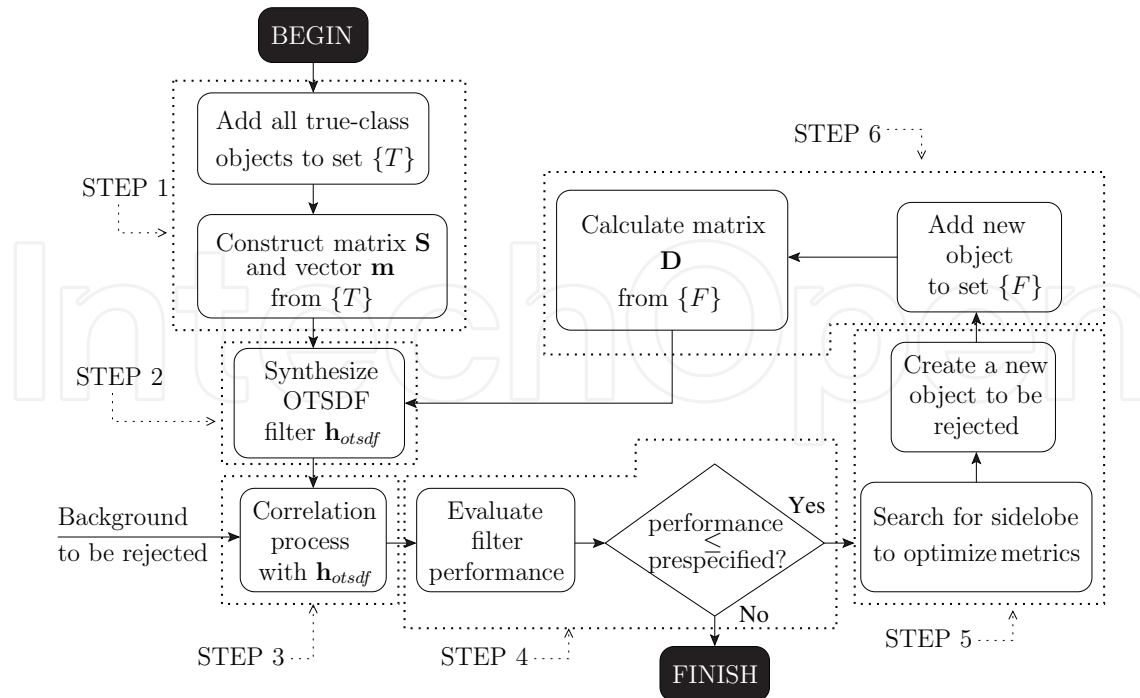 BEGIN
Add all true-class
objects to set {T}
STEP 1
Construct matrix S
and vector m
from {T}
STEP 2
Synthesize
OTSDF
filter h_otsdf
Background
to be rejected
Correlation
process
with h_otsdf
STEP 3
Evaluate
filter
performance
performance
≤
prespecified?
Yes
No
STEP 4
FINISH
Search for sidelobe
to optimize metrics
STEP 5
Create a new
object to be
rejected
STEP 6
Add new
object
to set {F}
Calculate matrix
D
from {F}
IntechOpen